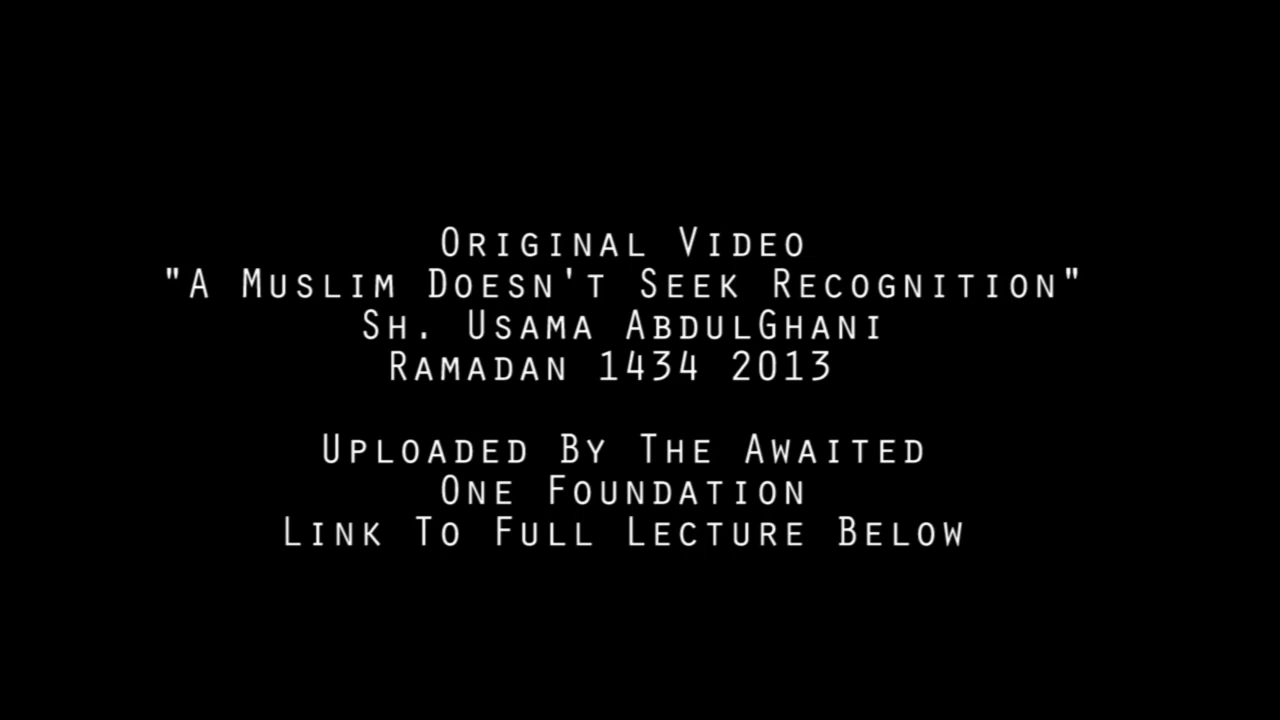 Original Video
"A Muslim Doesn't Seek Recognition"
Sh. Usama AbdulGhani
Ramadan 1434 2013
Uploaded By The Awaited
One Foundation
Link To Full Lecture Below